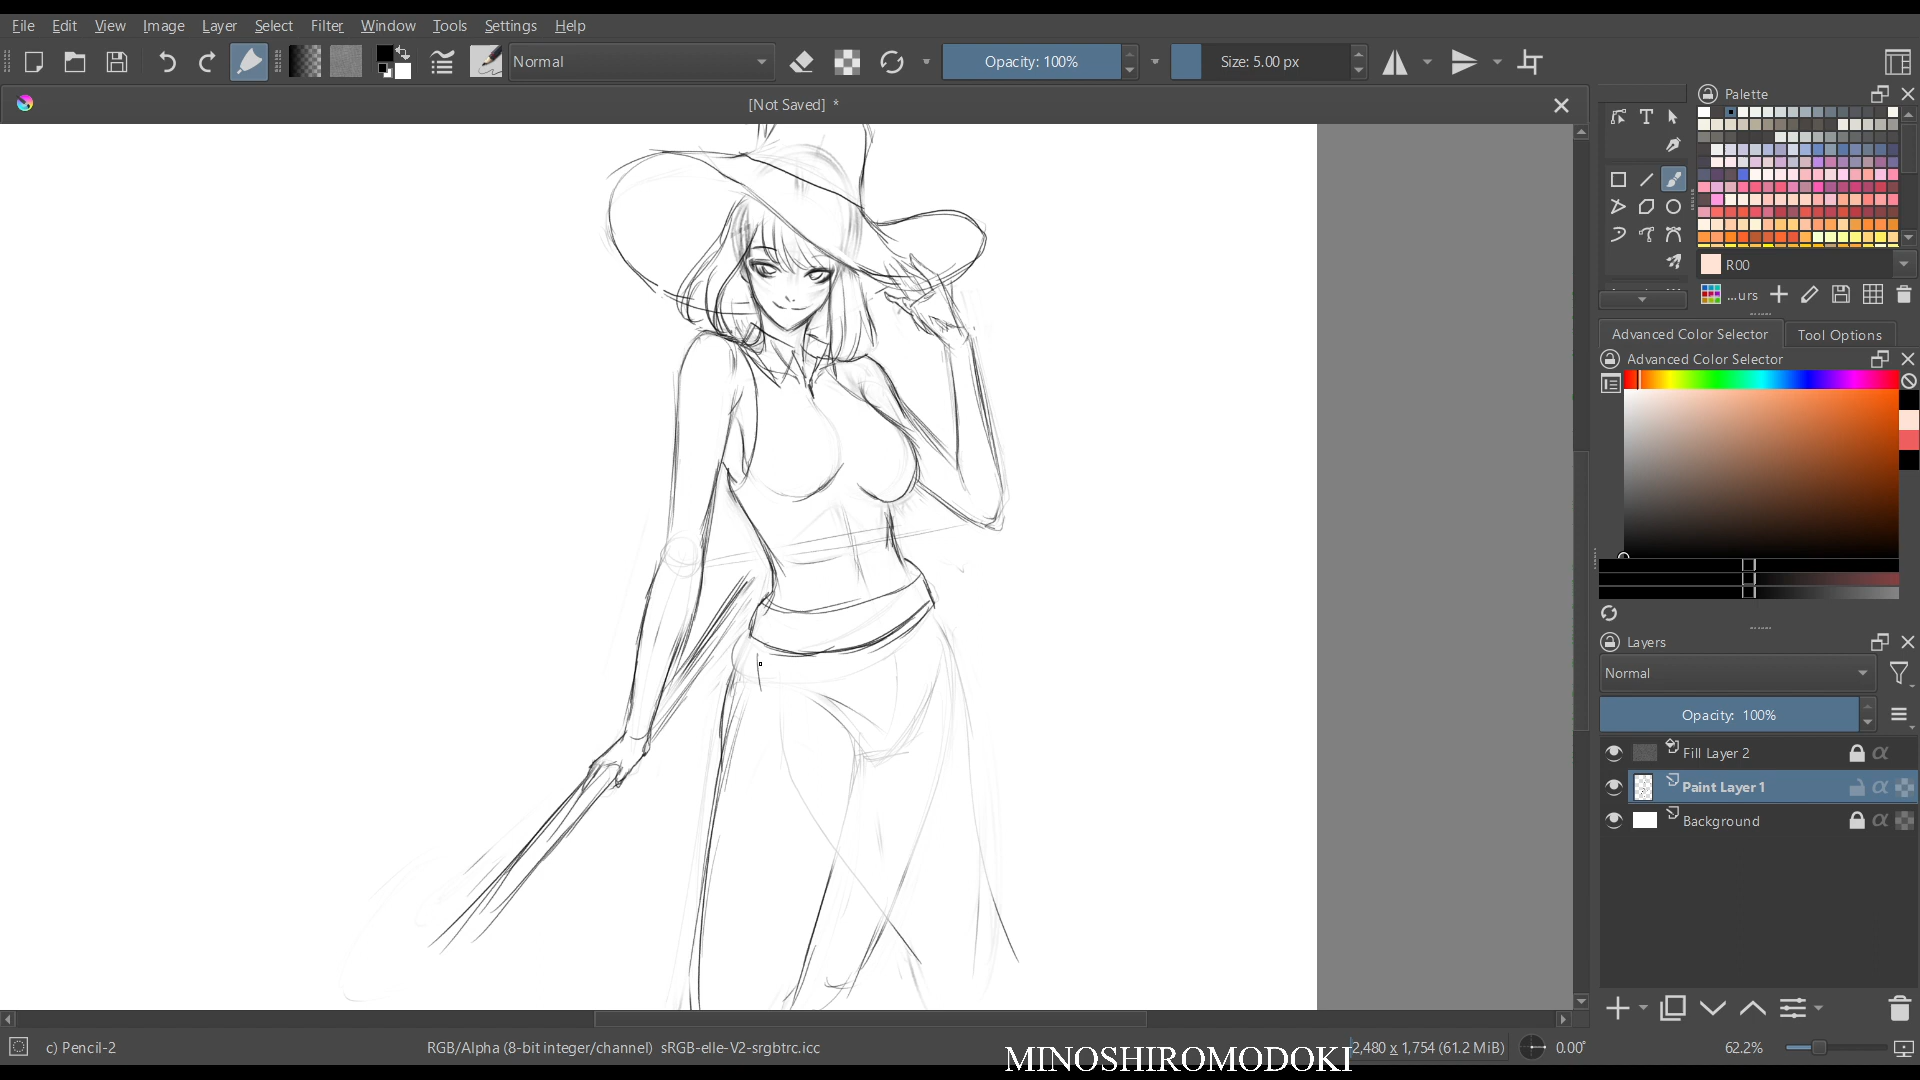 File Edit View Image Layer Select Filter Window Tools Settings Help
Normal Opacity: 100% Size: 5.00 px
[Not Saved] *
Palette
R00
...urs
Advanced Color Selector Tool Options
Advanced Color Selector
Layers
Normal
Opacity: 100%
Fill Layer 2
Paint Layer 1
Background
c) Pencil-2 RGB/Alpha (8-bit integer/channel) sRGB-elle-V2-srgbtrc.icc 2,480 x 1,754 (61.2 MiB) 0.00° 62.2%
MINOSHIROMODOKI